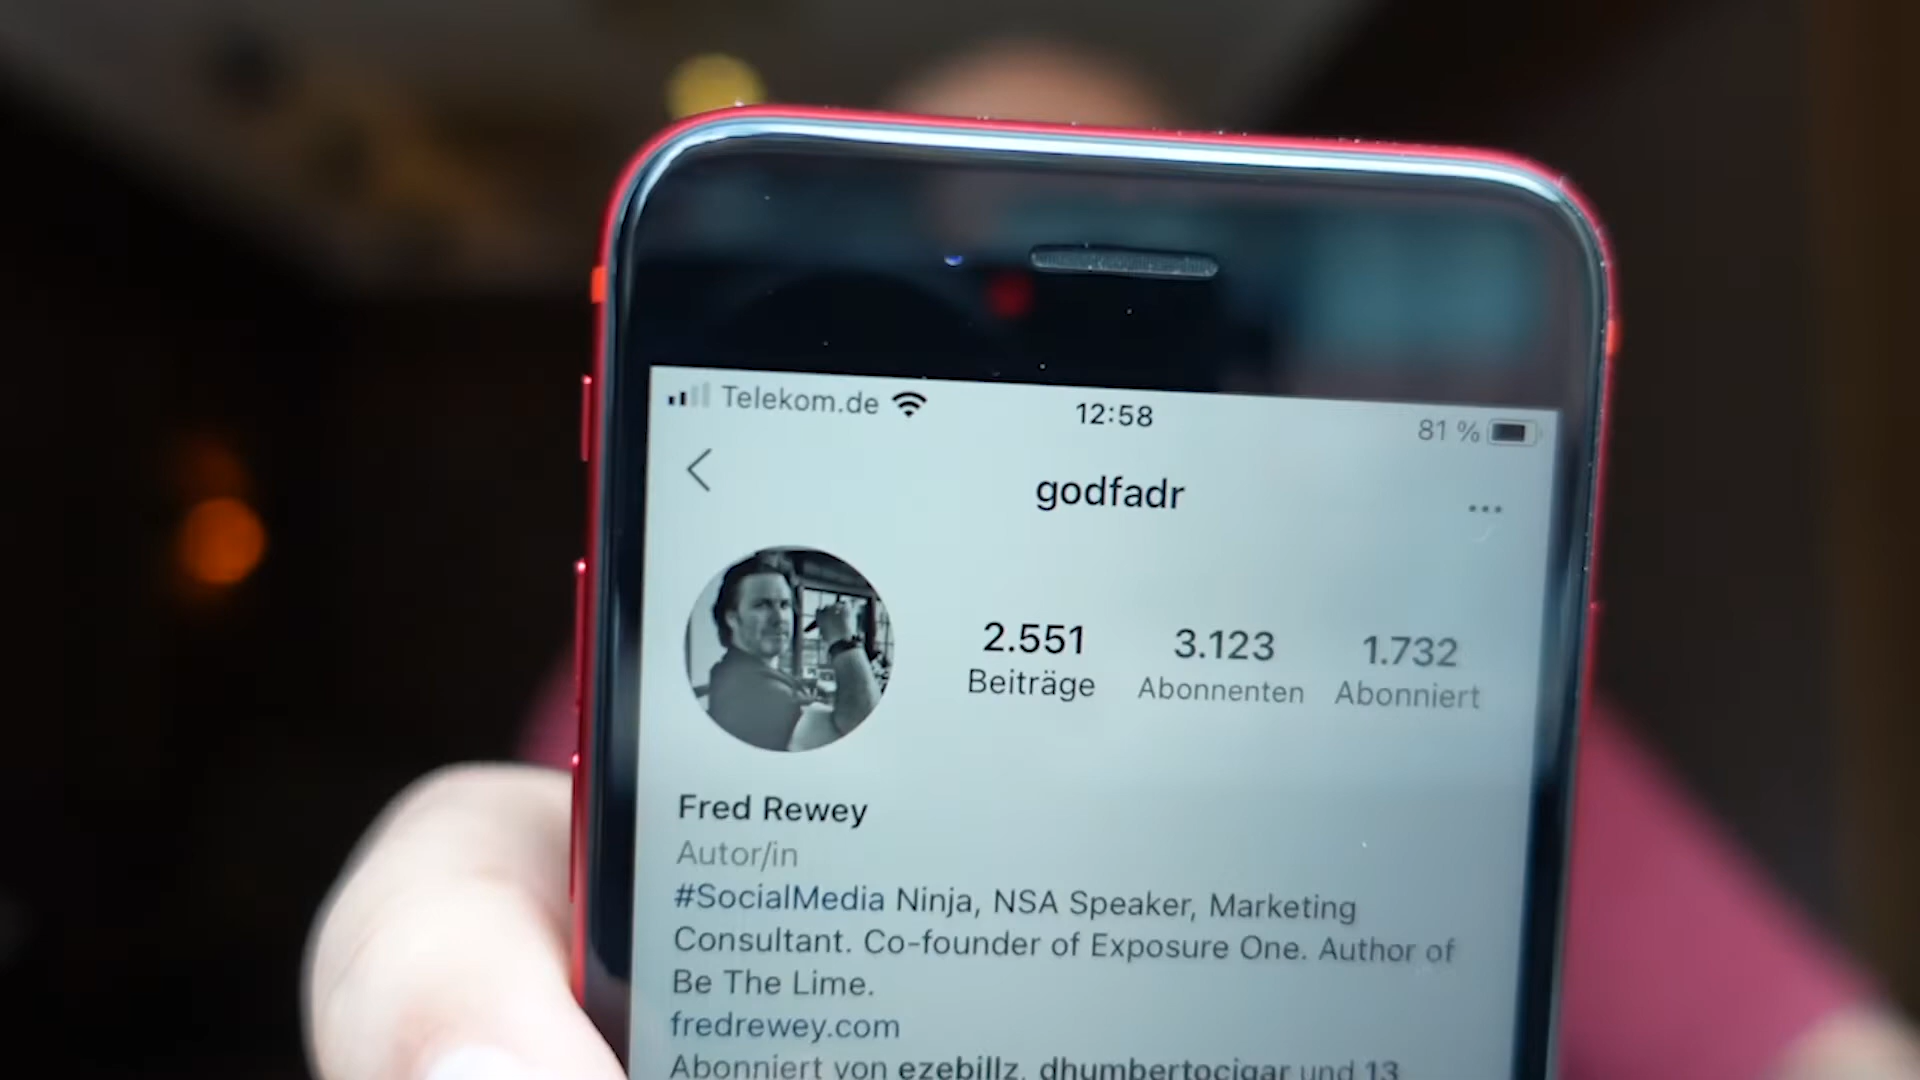 Telekom.de 12:58 81 %
godfadr
2.551 3.123 1.732
Beiträge Abonnenten Abonniert
Fred Rewey
Autor/in
#SocialMedia Ninja, NSA Speaker, Marketing
Consultant. Co-founder of Exposure One. Author of
Be The Lime.
fredrewey.com
Abonniert von ezebillz, dhumbertocigar und 13